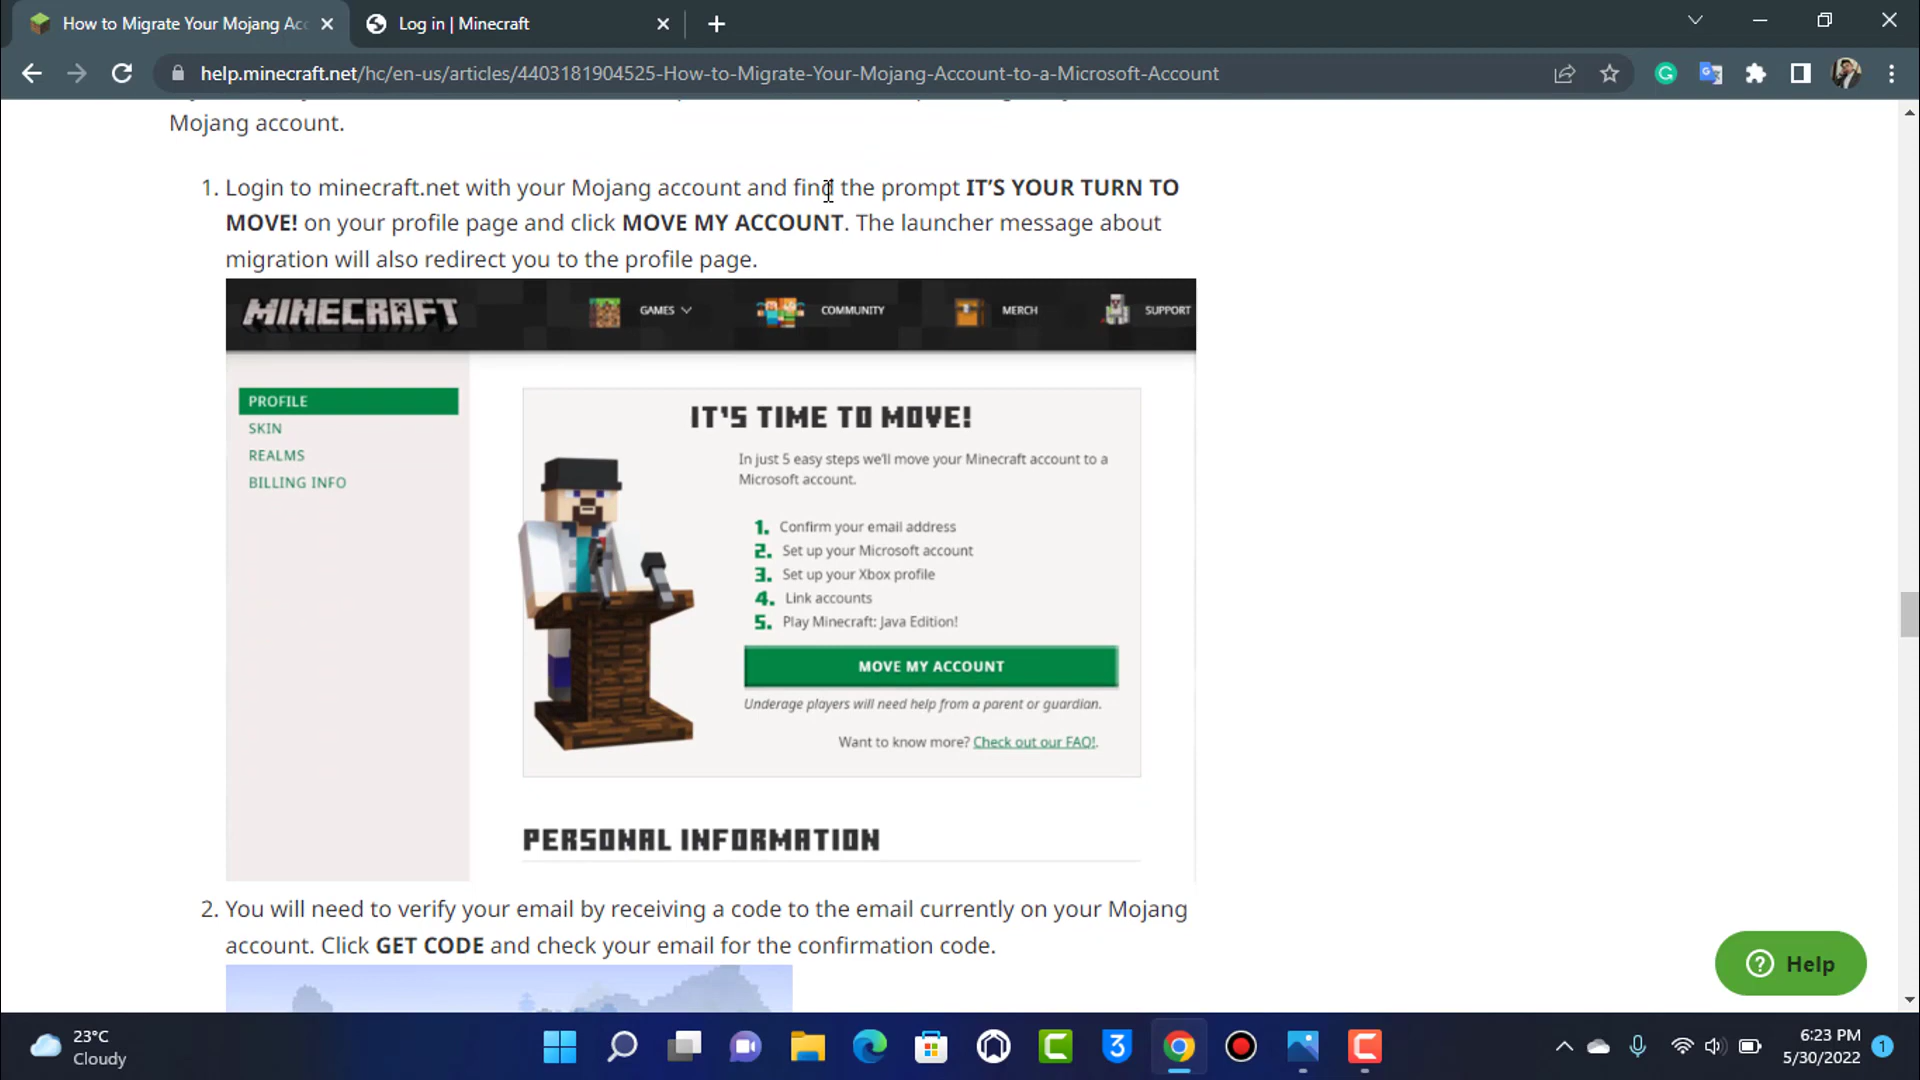 How to Migrate Your Mojang Acc
Log in | Minecraft
help.minecraft.net/hc/en-us/articles/4403181904525-How-to-Migrate-Your-Mojang-Account-to-a-Microsoft-Account
Mojang account.
1. Login to minecraft.net with your Mojang account and find the prompt IT'S YOUR TURN TO
MOVE! on your profile page and click MOVE MY ACCOUNT. The launcher message about
migration will also redirect you to the profile page.
MINECRAFT
GAMES
COMMUNITY
MERCH
SUPPORT
PROFILE
SKIN
REALMS
BILLING INFO
IT'S TIME TO MOVE!
In just 5 easy steps we'll move your Minecraft account to a
Microsoft account.
1. Confirm your email address
2. Set up your Microsoft account
3. Set up your Xbox profile
4. Link accounts
5. Play Minecraft: Java Edition!
MOVE MY ACCOUNT
Underage players will need help from a parent or guardian.
Want to know more? Check out our FAQ!.
PERSONAL INFORMATION
2. You will need to verify your email by receiving a code to the email currently on your Mojang
account. Click GET CODE and check your email for the confirmation code.
Help
23°C
Cloudy
6:23 PM
5/30/2022
1